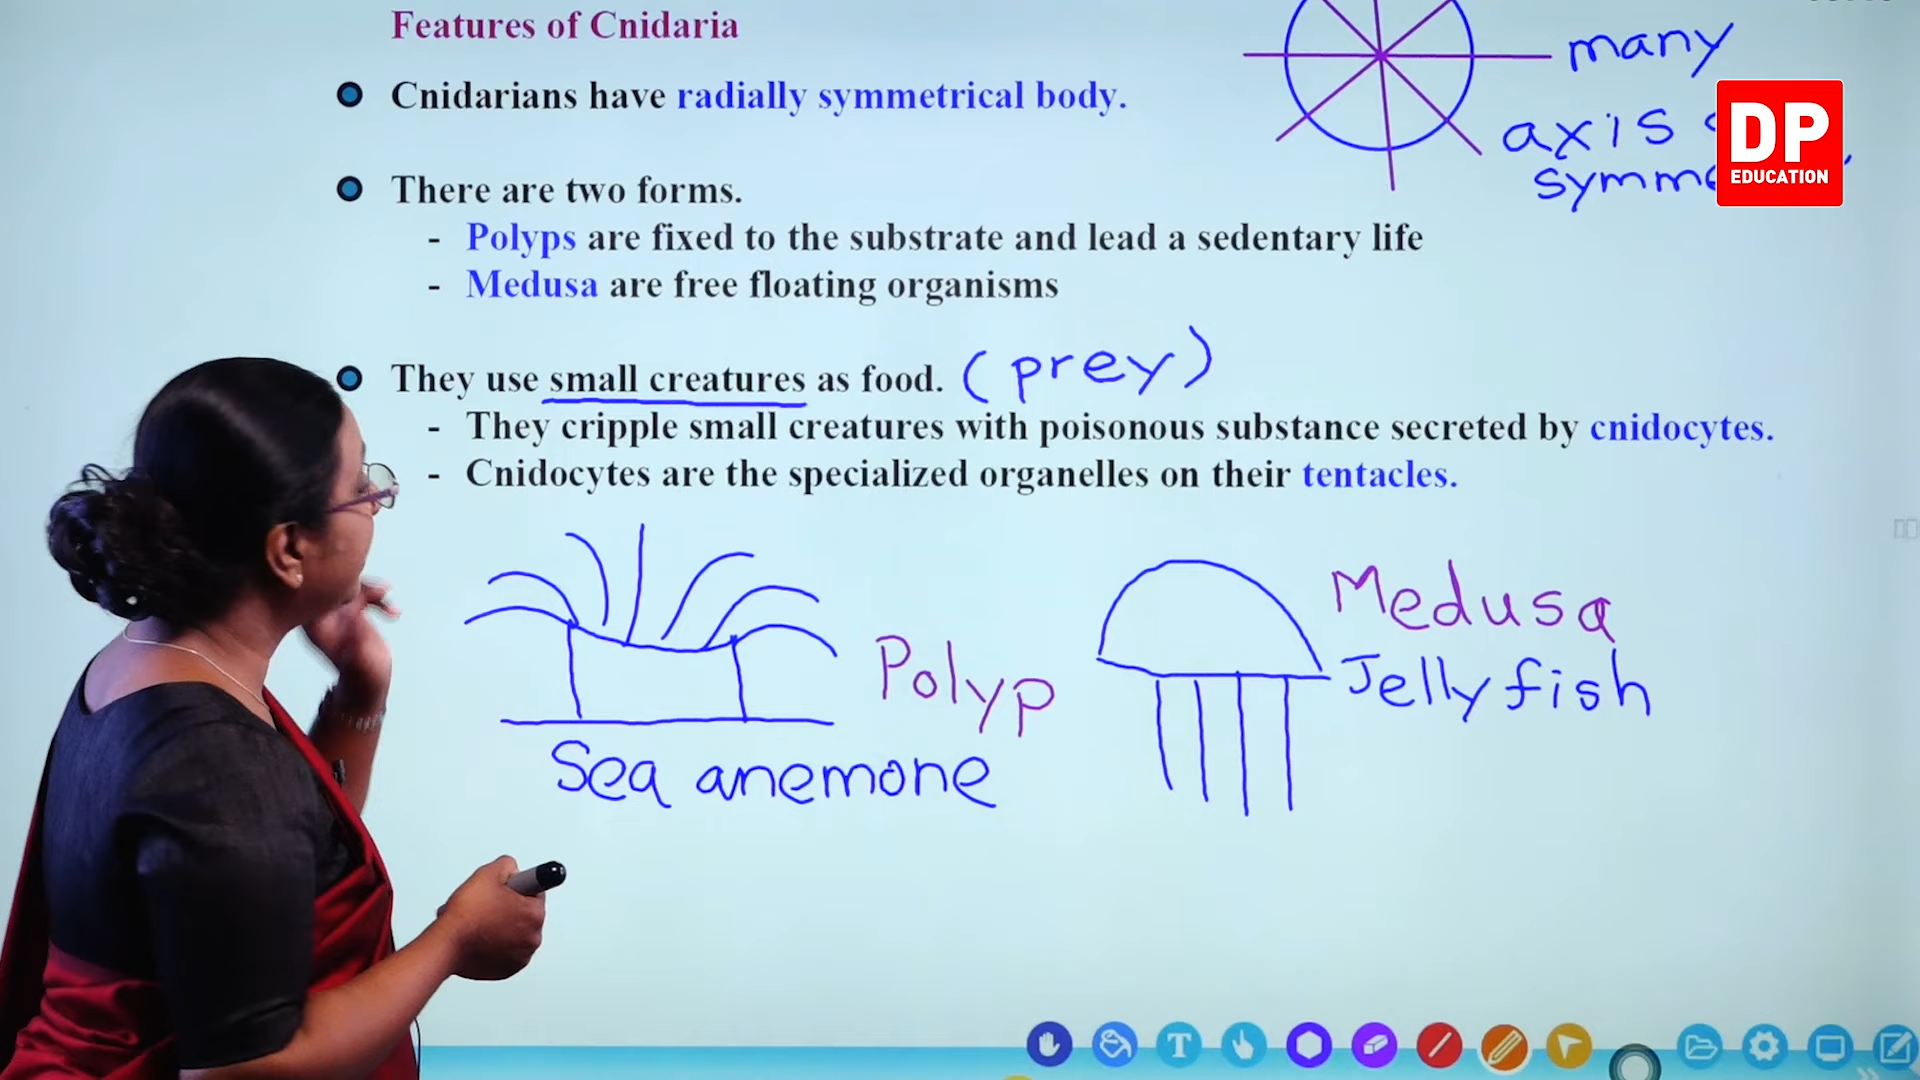 Features of Cnidaria
many
Cnidarians have radially symmetrical body.
axis
DP
EDUCATION
There are two forms.
- Polyps are fixed to the substrate and lead a sedentary life
- Medusa are free floating organisms
They use small creatures as food. (prey)
- They cripple small creatures with poisonous substance secreted by cnidocytes.
- Cnidocytes are the specialized organelles on their tentacles.
Medusa
Polyp
Jelly fish
Sea anemone
T